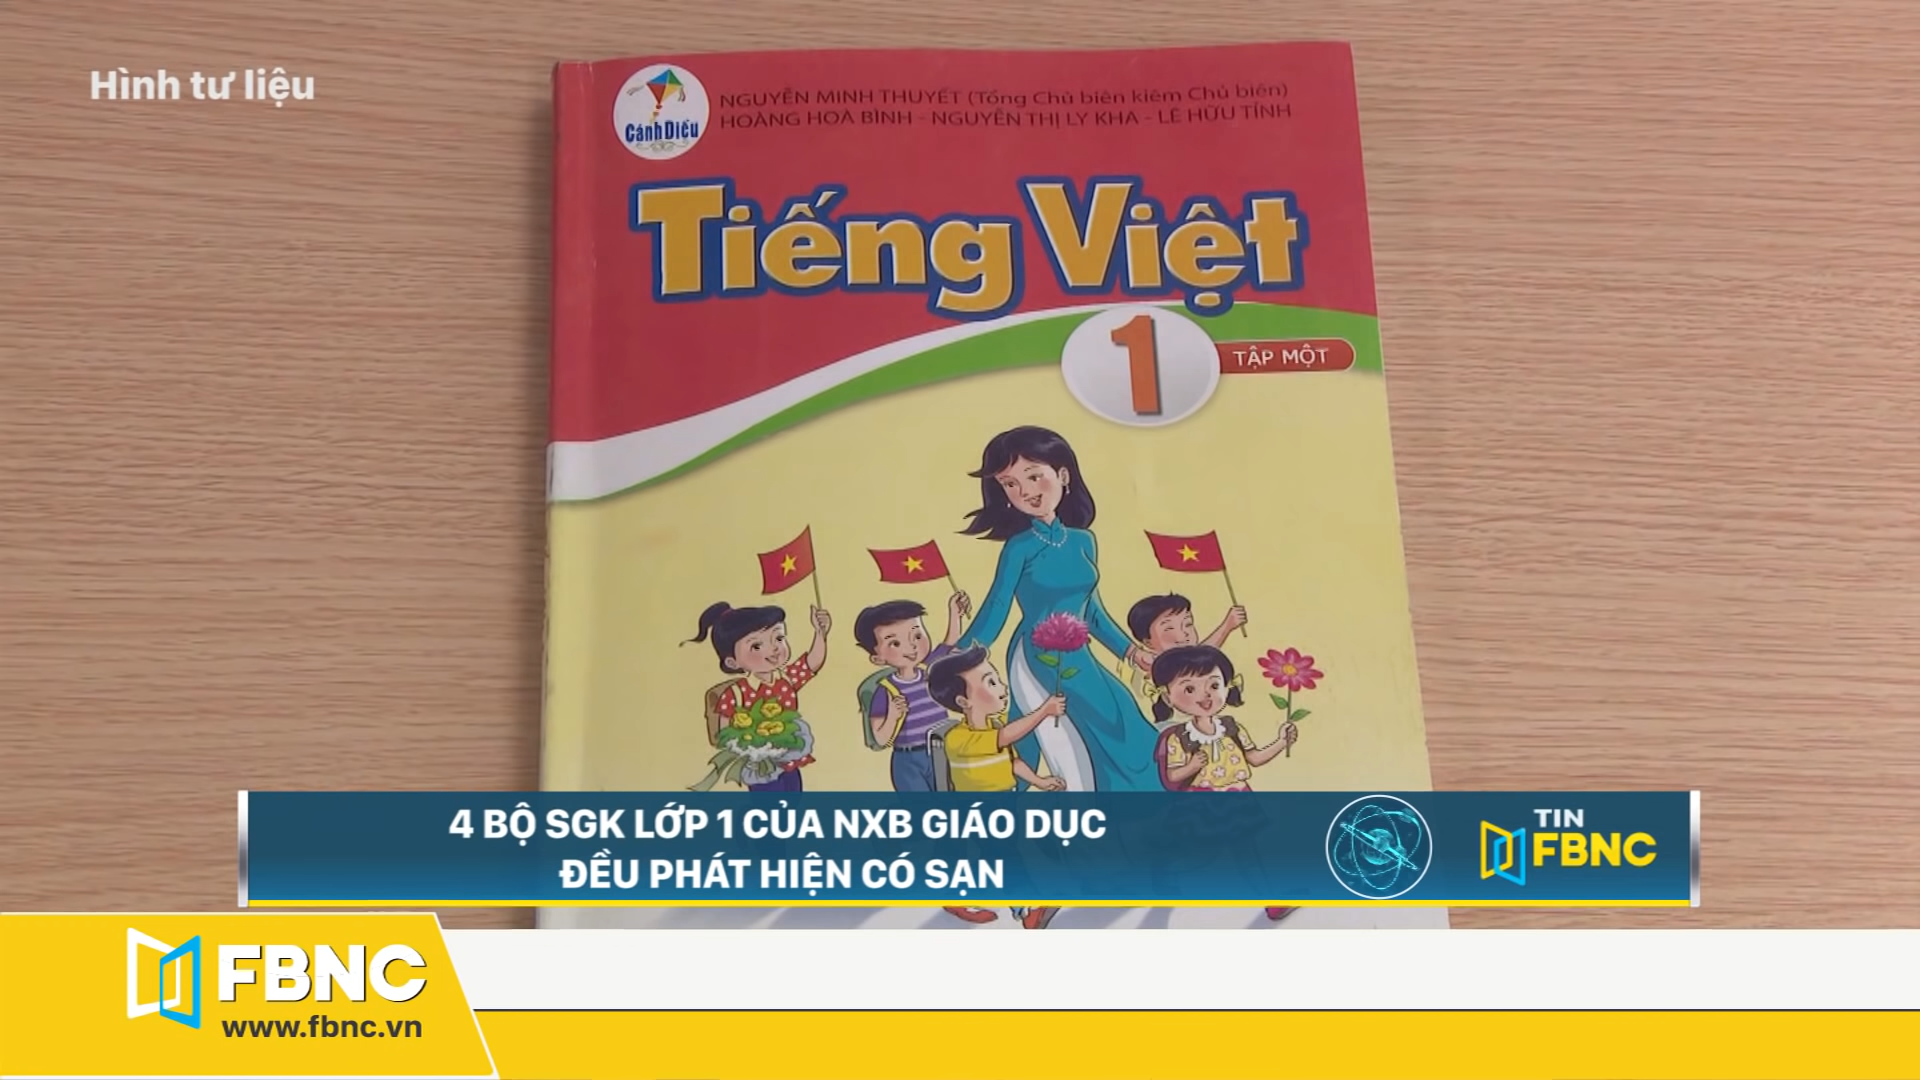 Hình tư liệu
Cánh Diều
NGUYỄN MINH THUYẾT (Tổng Chủ biên kiêm Chủ biên)
HOÀNG HOÀ BÌNH - NGUYỄN THỊ LY KHA - LÊ HỮU TỈNH
Tiếng Việt
1
TẬP MỘT
4 BỘ SGK LỚP 1 CỦA NXB GIÁO DỤC
ĐỀU PHÁT HIỆN CÓ SẠN
TIN
FBNC
FBNC
www.fbnc.vn